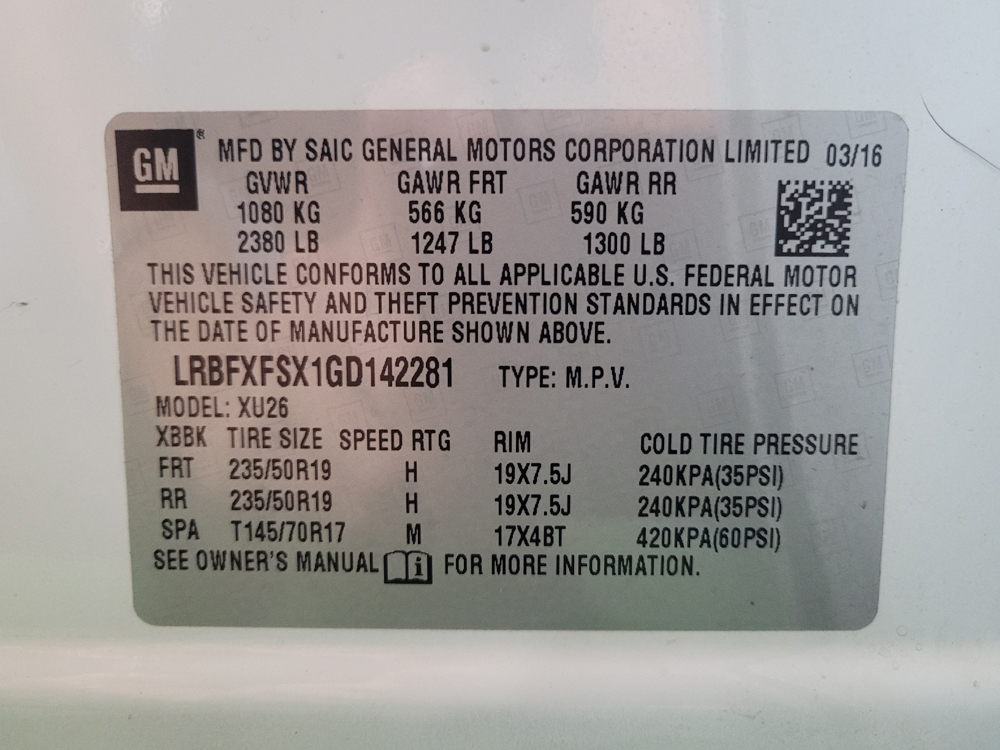 GM ® MFD BY SAIC GENERAL MOTORS CORPORATION LIMITED 03/16
GVWR GAWR FRT GAWR RR
1080 KG 566 KG 590 KG
2380 LB 1247 LB 1300 LB
THIS VEHICLE CONFORMS TO ALL APPLICABLE U.S. FEDERAL MOTOR
VEHICLE SAFETY AND THEFT PREVENTION STANDARDS IN EFFECT ON
THE DATE OF MANUFACTURE SHOWN ABOVE.
LRBFXFSX1GD142281 TYPE: M.P.V.
MODEL: XU26
XBBK TIRE SIZE SPEED RTG RIM COLD TIRE PRESSURE
FRT 235/50R19 H 19X7.5J 240KPA(35PSI)
RR 235/50R19 H 19X7.5J 240KPA(35PSI)
SPA T145/70R17 M 17X4BT 420KPA(60PSI)
SEE OWNER'S MANUAL i FOR MORE INFORMATION.